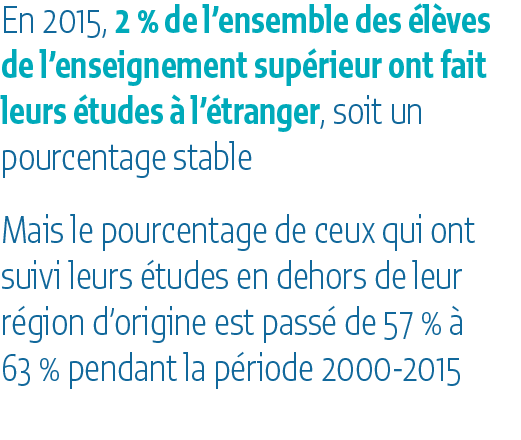 En 2015, 2 % de l’ensemble des élèves
de l’enseignement supérieur ont fait
leurs études à l’étranger, soit un
pourcentage stable
Mais le pourcentage de ceux qui ont
suivi leurs études en dehors de leur
région d’origine est passé de 57 % à
63 % pendant la période 2000-2015